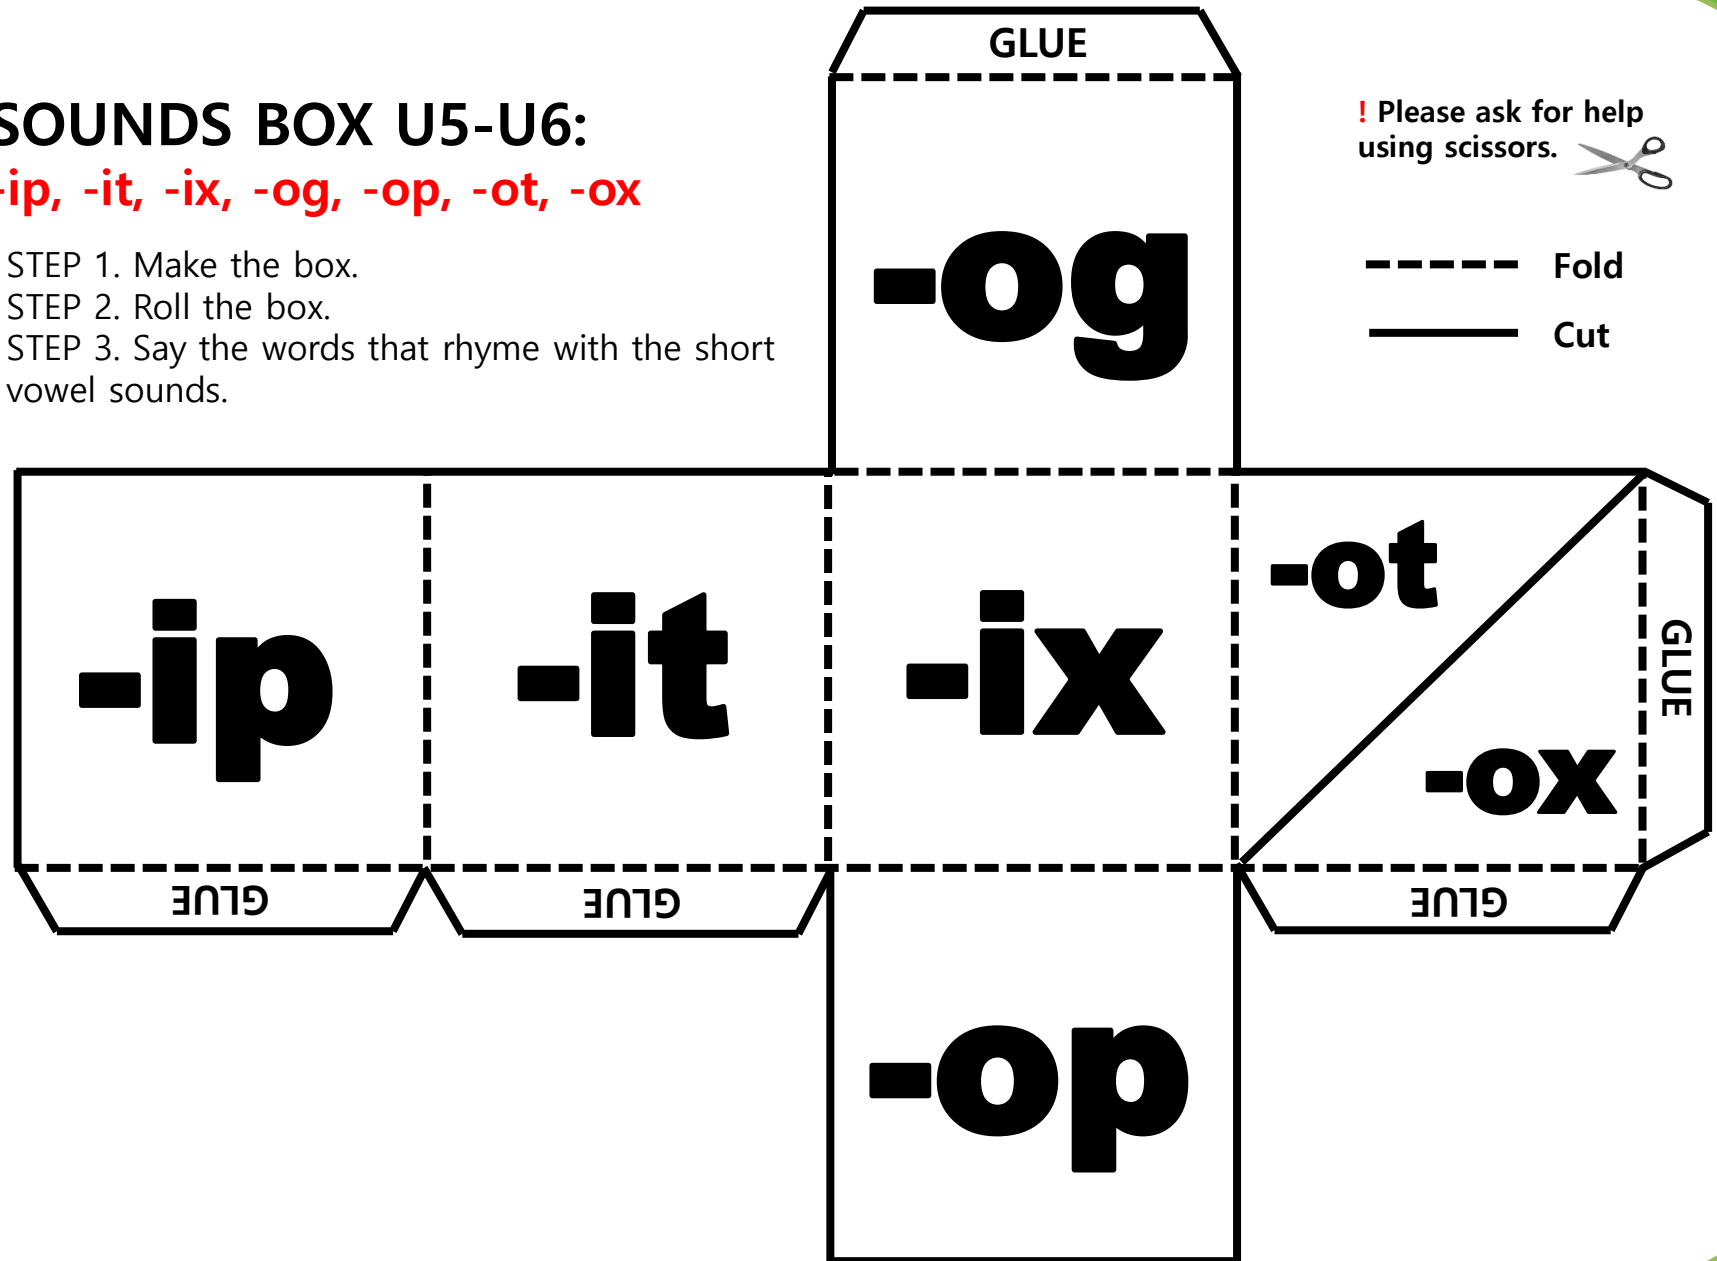 SOUNDS BOX U5-U6:
-ip, -it, -ix, -og, -op, -ot, -ox
STEP 1. Make the box.
STEP 2. Roll the box.
STEP 3. Say the words that rhyme with the short
vowel sounds.
GLUE
! Please ask for help
using scissors.
Fold
Cut
-og
-ip
-it
-ix
-ot
-ox
GLUE
GLUE
GLUE
GLUE
-op